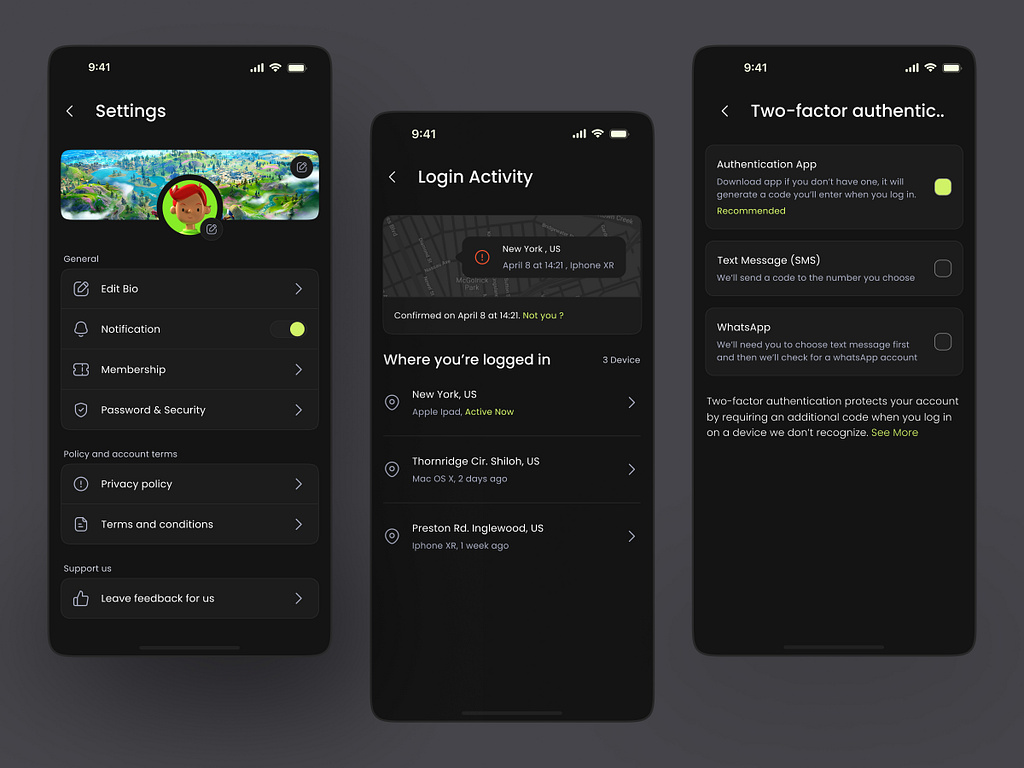 9:41
Settings
General
Edit Bio
Notification
Membership
Password & Security
Policy and account terms
Privacy policy
Terms and conditions
Support us
Leave feedback for us
9:41
Login Activity
New York , US
April 8 at 14:21 , Iphone XR
McGolrick
Park
Confirmed on April 8 at 14:21. Not you ?
Where you’re logged in
3 Device
New York, US
Apple Ipad, Active Now
Thornridge Cir. Shiloh, US
Mac OS X, 2 days ago
Preston Rd. Inglewood, US
Iphone XR, 1 week ago
9:41
Two-factor authentic..
Authentication App
Download app if you don’t have one, it will
generate a code you’ll enter when you log in.
Recommended
Text Message (SMS)
We’ll send a code to the number you choose
WhatsApp
We’ll need you to choose text message first
and then we’ll check for a whatsApp account
Two-factor authentication protects your account
by requiring an additional code when you log in
on a device we don’t recognize. See More